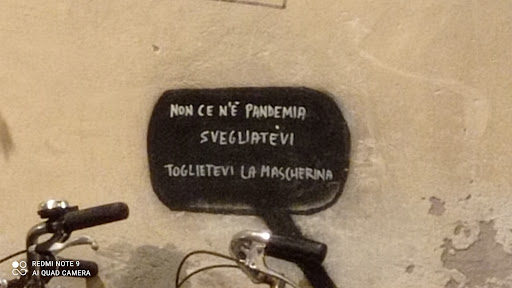 NON CE N'È PANDEMIA
SVEGLIATEVI
TOGLIETEVI LA MASCHERINA
REDMI NOTE 9
AI QUAD CAMERA